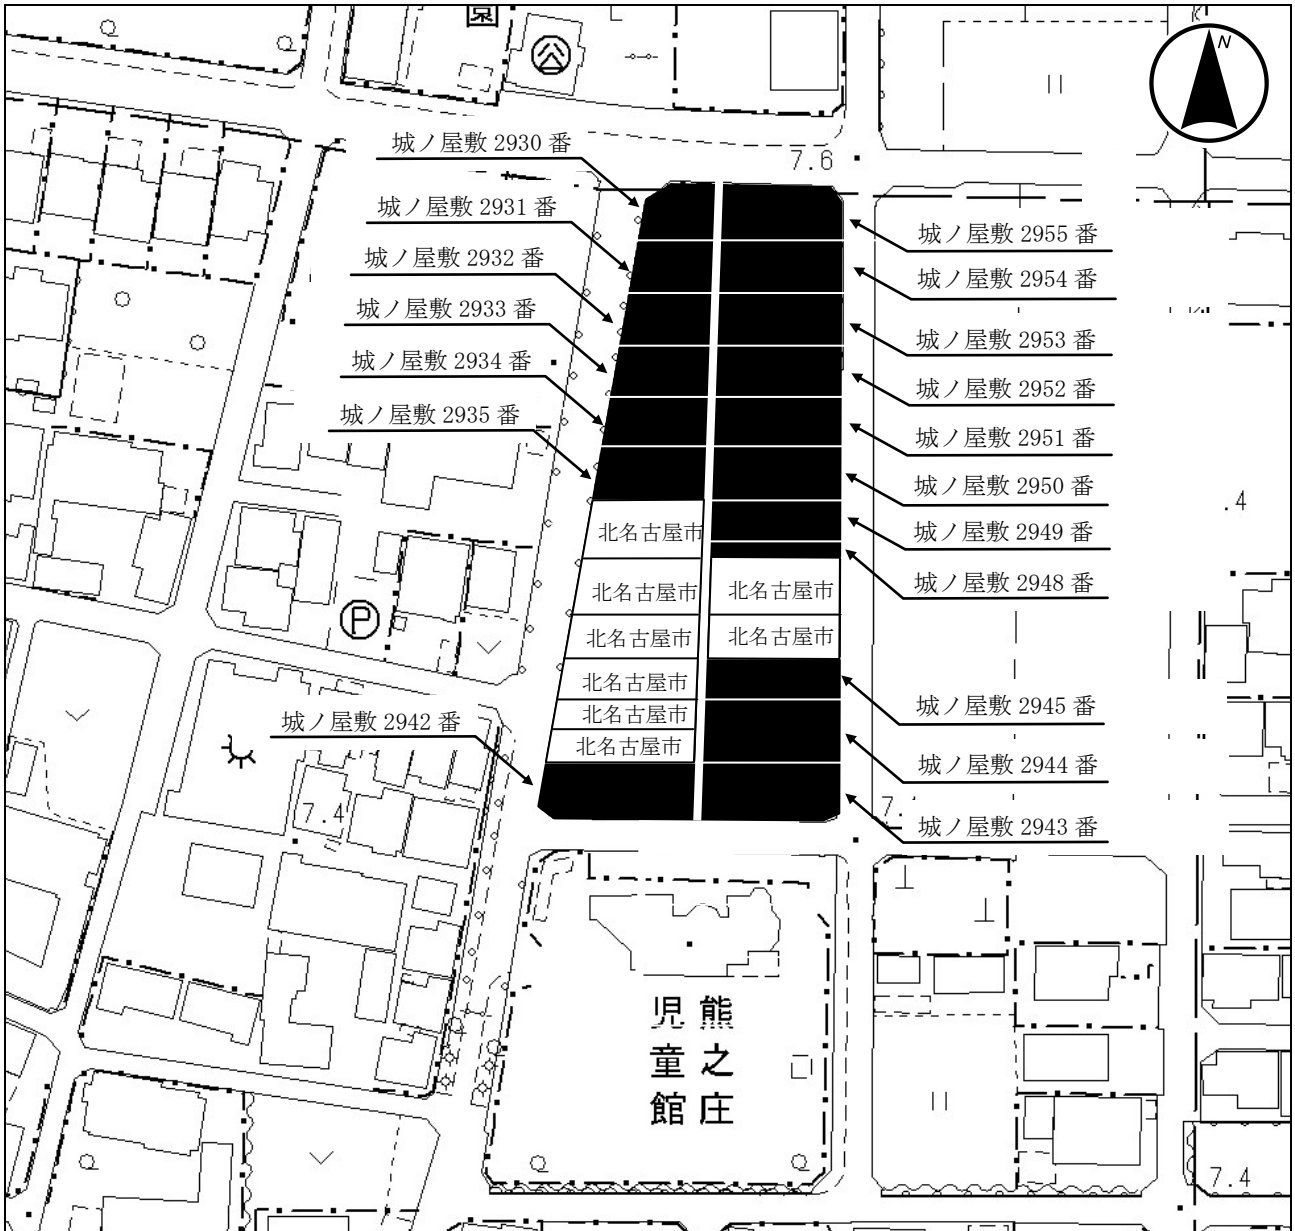 園
N
7.6
城ノ屋敷 2930 番
城ノ屋敷 2931 番
城ノ屋敷 2932 番
城ノ屋敷 2933 番
城ノ屋敷 2934 番
城ノ屋敷 2935 番
城ノ屋敷 2955 番
城ノ屋敷 2954 番
城ノ屋敷 2953 番
城ノ屋敷 2952 番
城ノ屋敷 2951 番
城ノ屋敷 2950 番
城ノ屋敷 2949 番
城ノ屋敷 2948 番
.4
北名古屋市
北名古屋市
北名古屋市
北名古屋市
北名古屋市
北名古屋市
北名古屋市
北名古屋市
P
城ノ屋敷 2942 番
城ノ屋敷 2945 番
城ノ屋敷 2944 番
城ノ屋敷 2943 番
7.4
7.
熊之庄
児童館
7.4